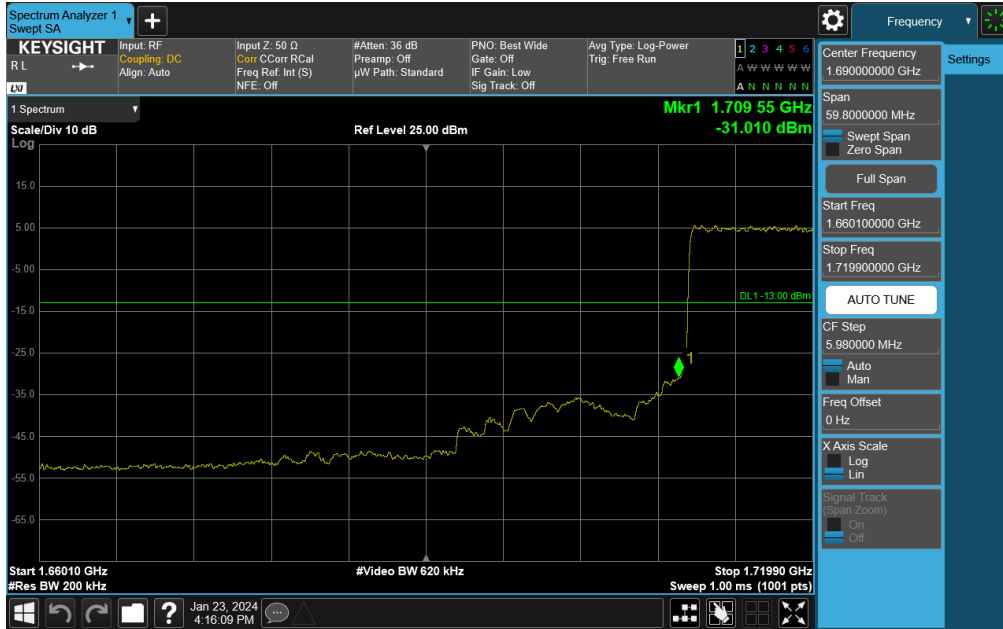 Spectrum Analyzer 1
Swept SA
Frequency
KEYSIGHT
R L
LXI
Input: RF
Coupling: DC
Align: Auto
Input Z: 50 Ω
Corr CCorr RCal
Freq Ref: Int (S)
NFE: Off
#Atten: 36 dB
Preamp: Off
µW Path: Standard
PNO: Best Wide
Gate: Off
IF Gain: Low
Sig Track: Off
Avg Type: Log-Power
Trig: Free Run
1 2 3 4 5 6
A W W W W W
A N N N N N
1 Spectrum
Scale/Div 10 dB
Log
Ref Level 25.00 dBm
Mkr1 1.709 55 GHz
-31.010 dBm
15.0
5.00
-5.00
-15.0
-25.0
-35.0
-45.0
-55.0
-65.0
DL1 -13.00 dBm
1
Start 1.66010 GHz
#Res BW 200 kHz
#Video BW 620 kHz
Stop 1.71990 GHz
Sweep 1.00 ms (1001 pts)
Center Frequency
1.690000000 GHz
Span
59.8000000 MHz
Swept Span
Zero Span
Full Span
Start Freq
1.660100000 GHz
Stop Freq
1.719900000 GHz
AUTO TUNE
CF Step
5.980000 MHz
Auto
Man
Freq Offset
0 Hz
X Axis Scale
Log
Lin
Signal Track
(Span Zoom)
On
Off
Settings
?
Jan 23, 2024
4:16:09 PM